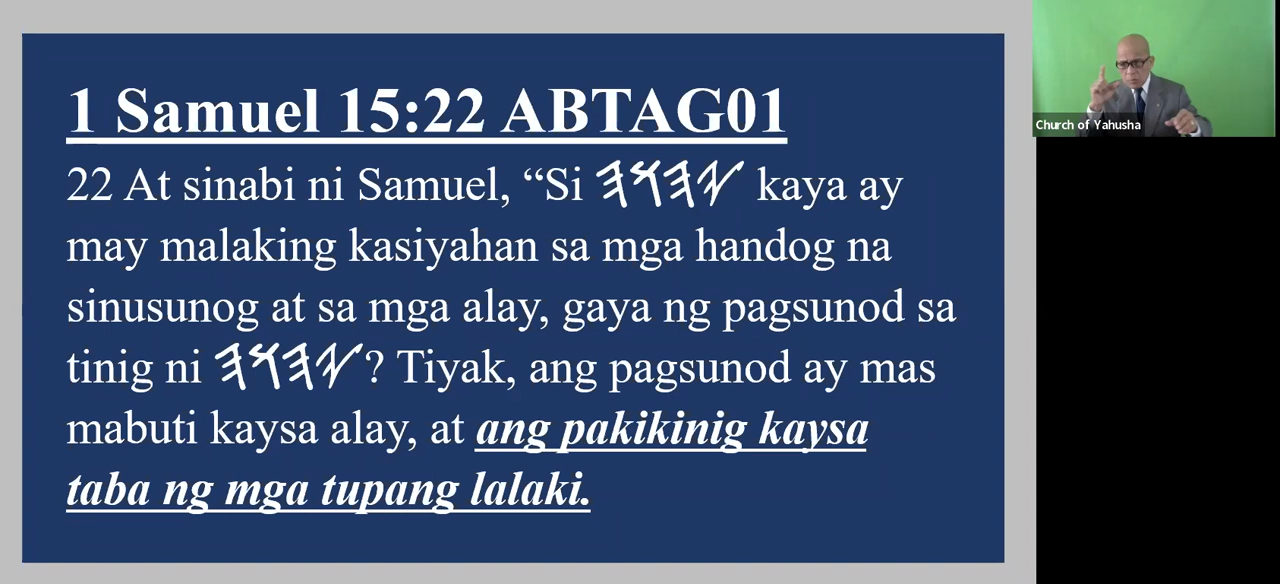 1 Samuel 15:22 ABTAG01
22 At sinabi ni Samuel, “Si 𐤉𐤄𐤅𐤄 kaya ay
may malaking kasiyahan sa mga handog na
sinusunog at sa mga alay, gaya ng pagsunod sa
tinig ni 𐤉𐤄𐤅𐤄? Tiyak, ang pagsunod ay mas
mabuti kaysa alay, at ang pakikinig kaysa
taba ng mga tupang lalaki.
Church of Yahusha